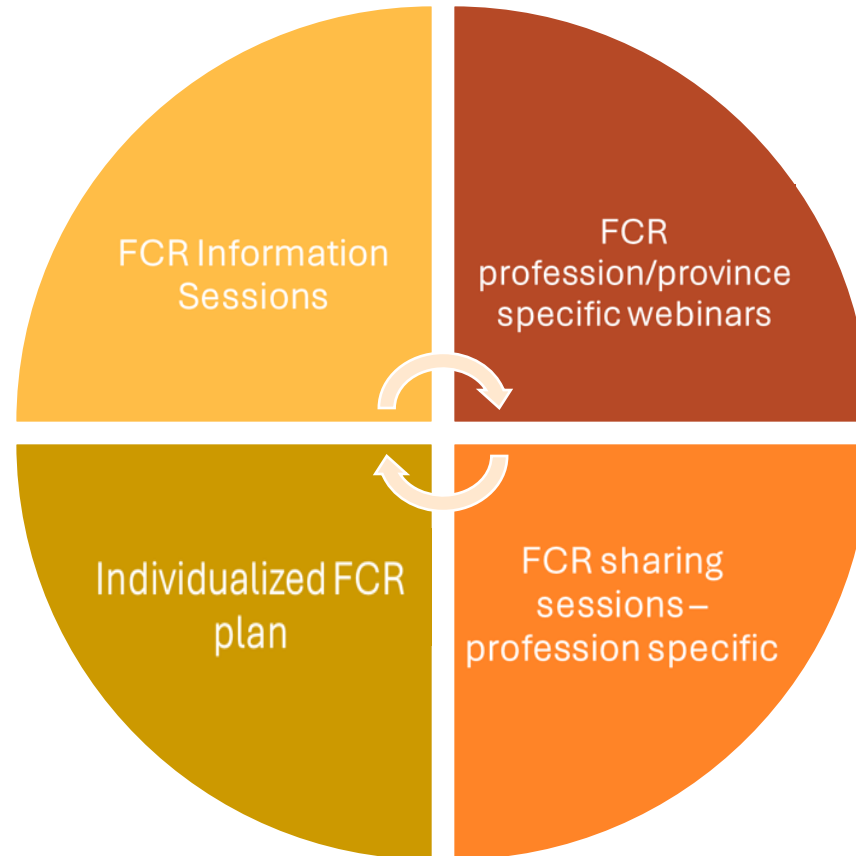 FCR Information
Sessions
FCR
profession/province
specific webinars
Individualized FCR
plan
FCR sharing
sessions –
profession specific